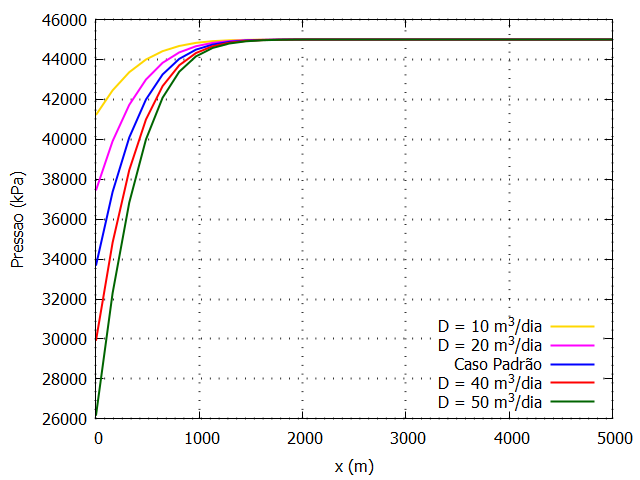 46000
44000
42000
40000
38000
36000
34000
32000
30000
28000
26000
Pressao (kPa)
D = 10 m³/dia
D = 20 m³/dia
Caso Padrão
D = 40 m³/dia
D = 50 m³/dia
0 1000 2000 3000 4000 5000
x (m)